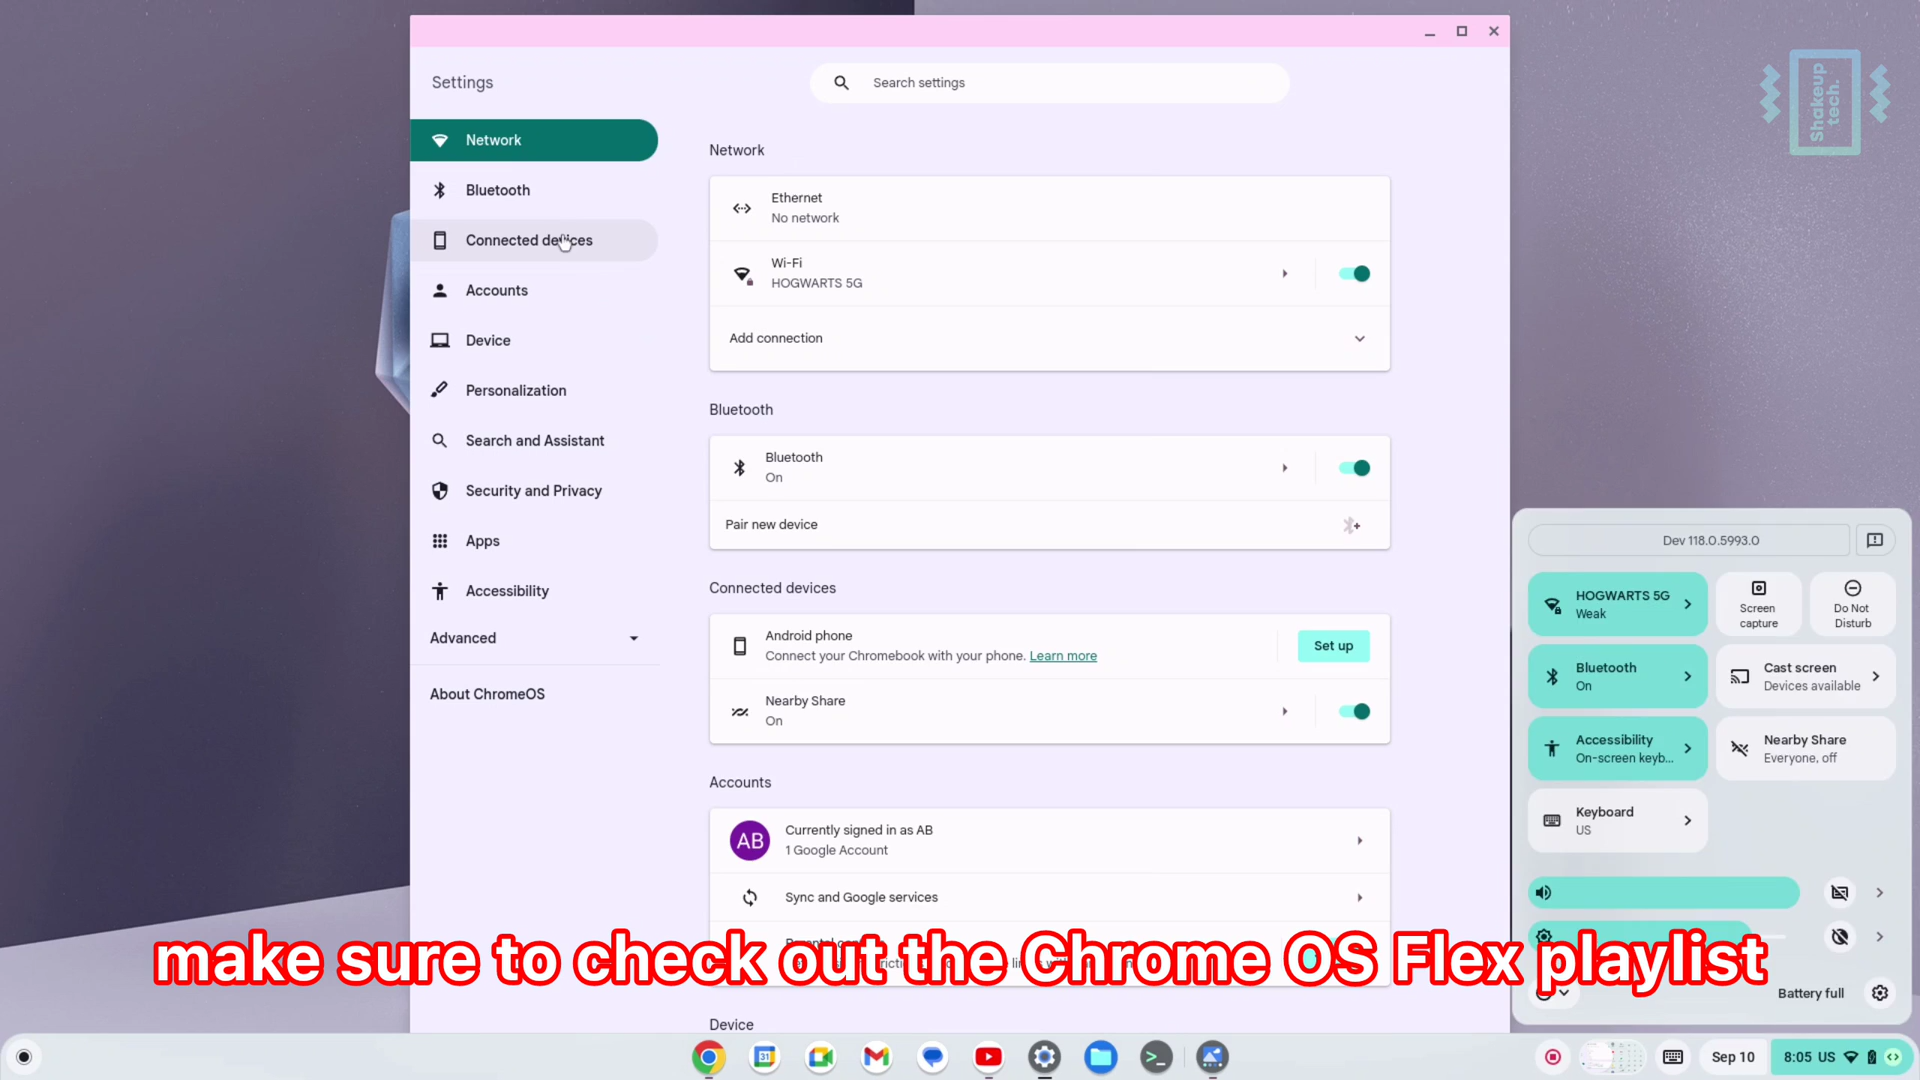 Settings
Search settings
Network
Bluetooth
Connected devices
Accounts
Device
Personalization
Search and Assistant
Security and Privacy
Apps
Accessibility
Advanced
About ChromeOS
Network
Ethernet
No network
Wi-Fi
HOGWARTS 5G
Add connection
Bluetooth
Bluetooth
On
Pair new device
Connected devices
Android phone
Connect your Chromebook with your phone. Learn more
Set up
Nearby Share
On
Accounts
AB
Currently signed in as AB
1 Google Account
Sync and Google services
make sure to check out the Chrome OS Flex playlist
Device
Shakeup
tech.
Dev 118.0.5993.0
HOGWARTS 5G
Weak
Screen
capture
Do Not
Disturb
Bluetooth
On
Cast screen
Devices available
Accessibility
On-screen keyb...
Nearby Share
Everyone, off
Keyboard
US
Battery full
31
Sep 10
8:05 US